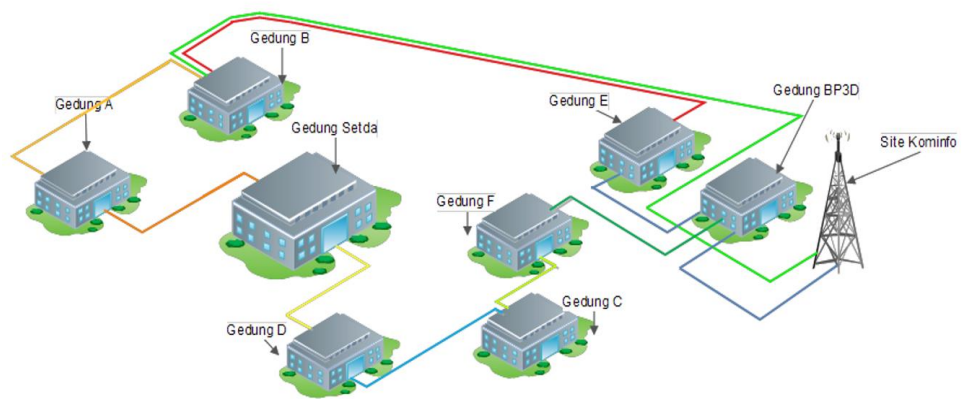 Gedung B
Gedung A
Gedung Setda
Gedung E
Gedung BP3D
Site Kominfo
Gedung F
Gedung D
Gedung C